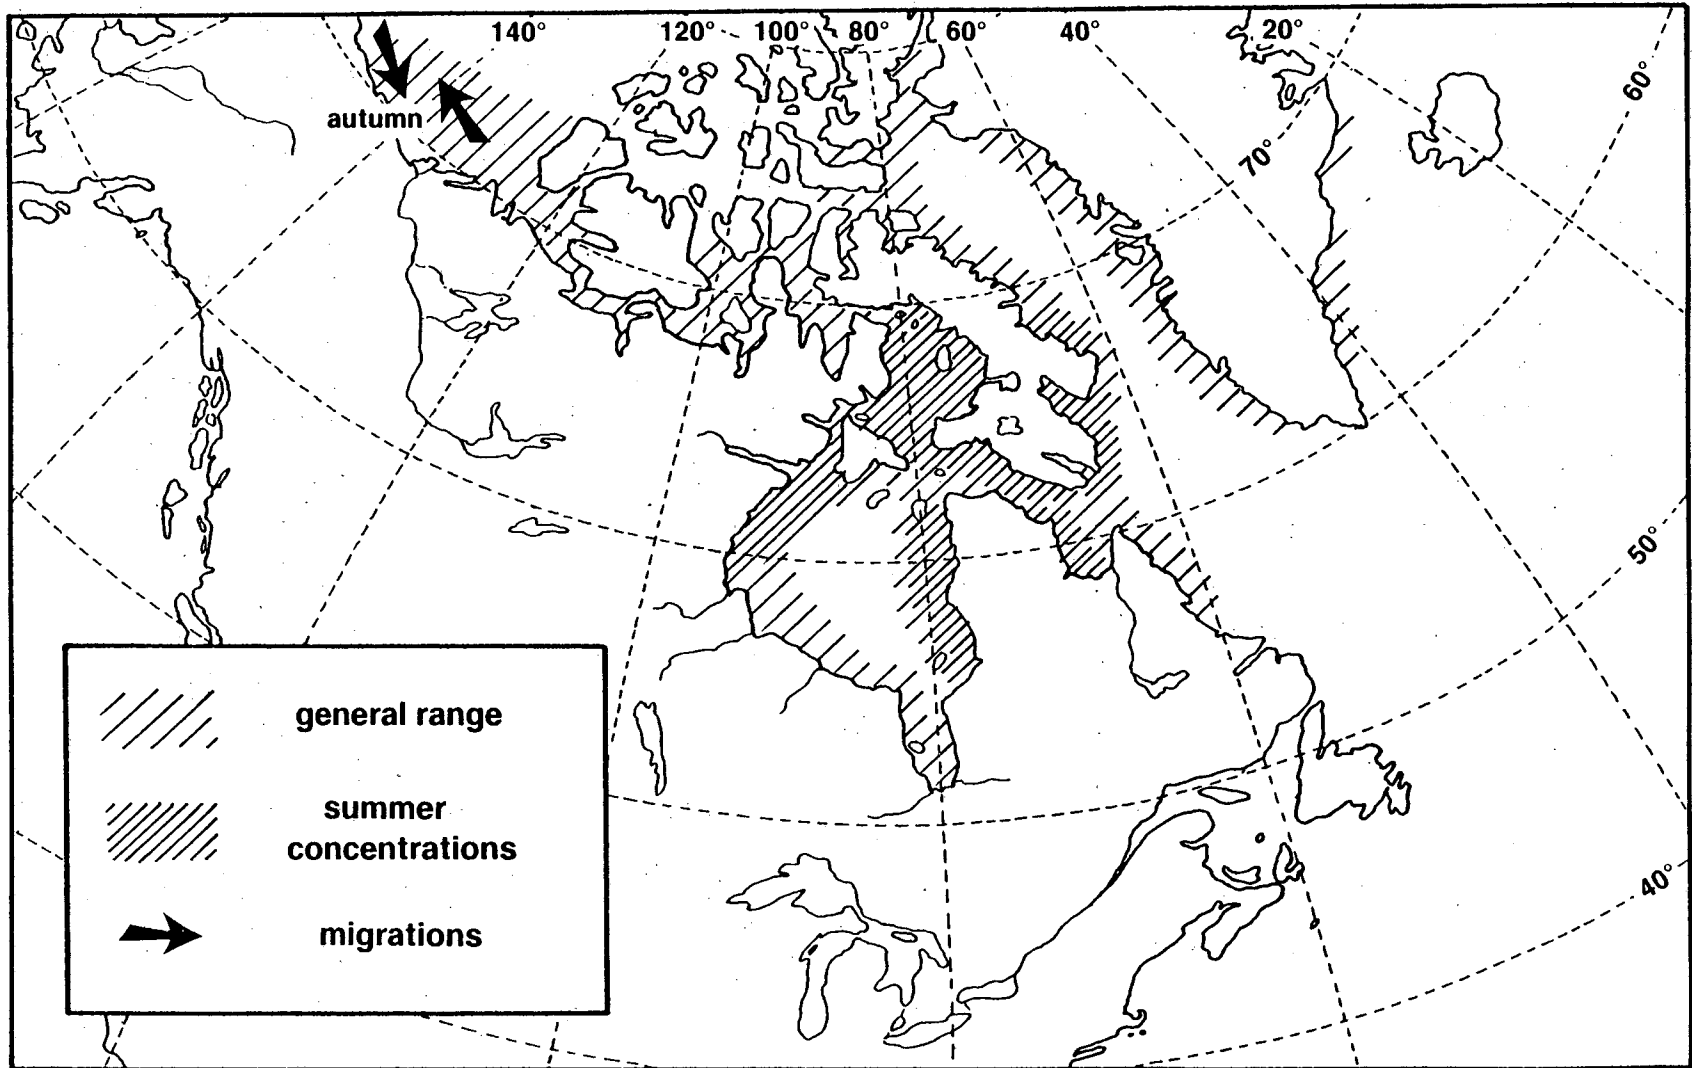 140° 120° 100° 80° 60° 40° 20°
60°
autumn
70°
50°
general range
summer
concentrations
40°
migrations